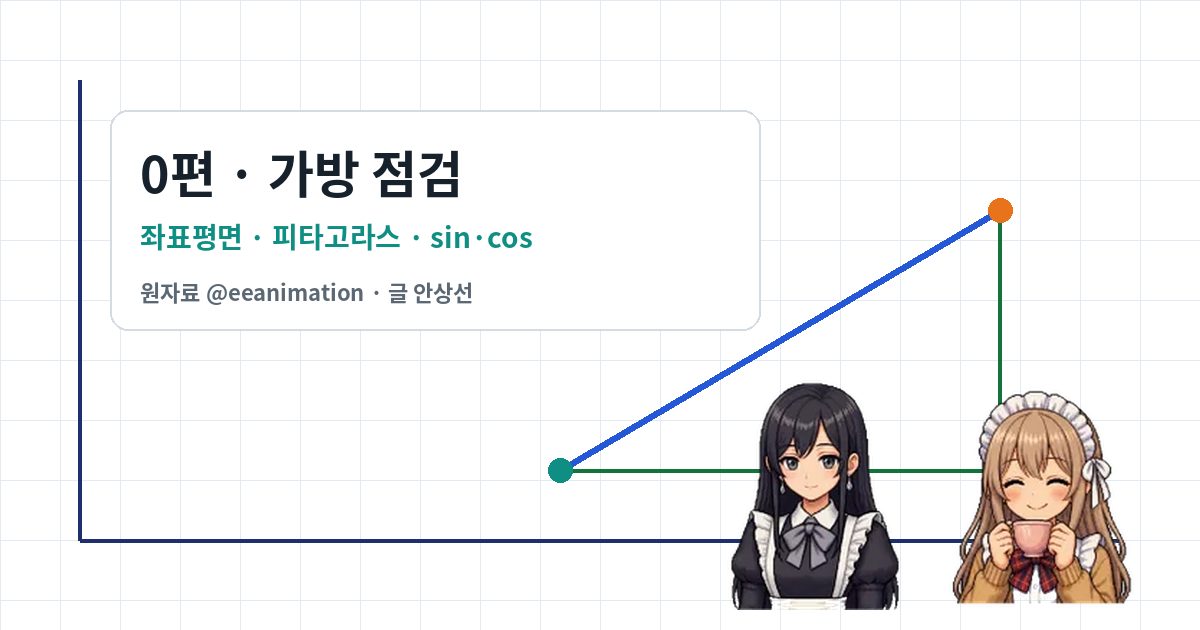 0편 · 가방 점검
좌표평면 · 피타고라스 · sin·cos
원자료 @eeanimation · 글 안상선